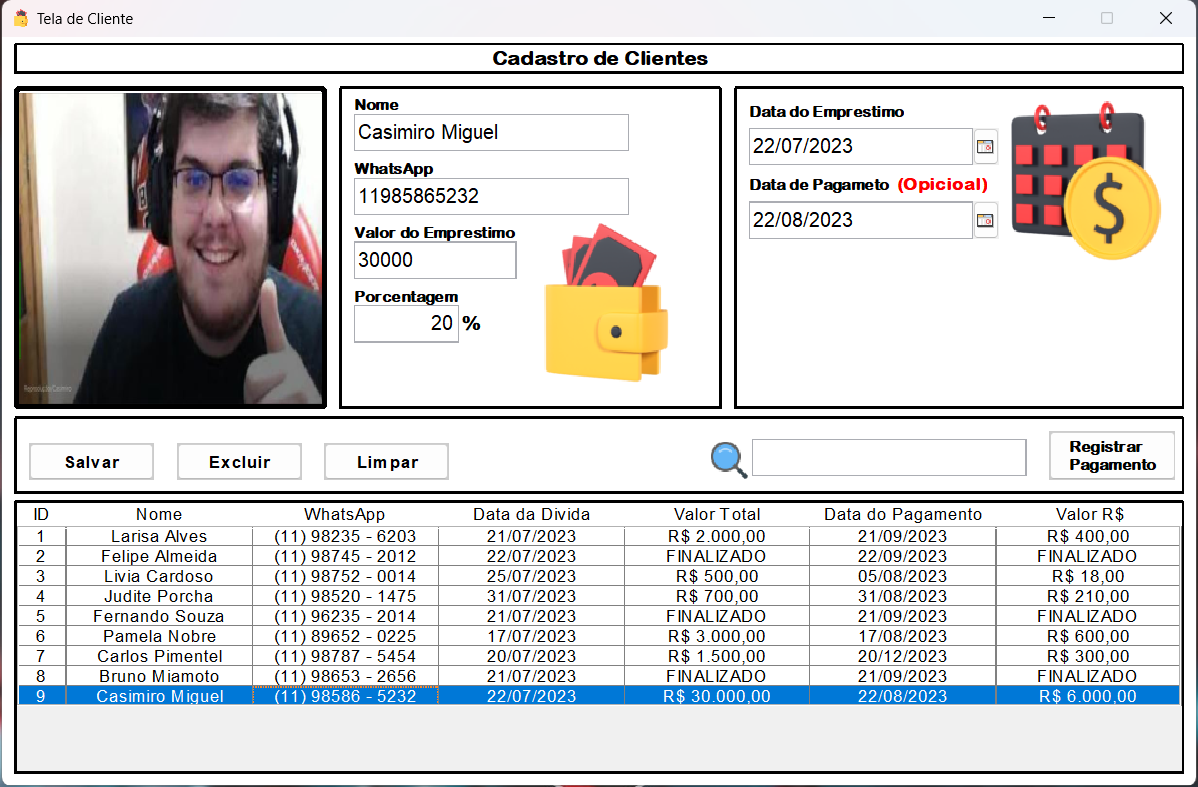 Tela de Cliente
Cadastro de Clientes
Nome
Casimiro Miguel
WhatsApp
11985865232
Valor do Emprestimo
30000
Porcentagem
20 %
Data do Emprestimo
22/07/2023
Data de Pagameto (Opicioal)
22/08/2023
$
Salvar
Excluir
Limpar
Registrar
Pagamento
ID Nome WhatsApp Data da Divida Valor Total Data do Pagamento Valor R$
1 Larisa Alves (11) 98235 - 6203 21/07/2023 R$ 2.000,00 21/09/2023 R$ 400,00
2 Felipe Almeida (11) 98745 - 2012 22/07/2023 FINALIZADO 22/09/2023 FINALIZADO
3 Livia Cardoso (11) 98752 - 0014 25/07/2023 R$ 500,00 05/08/2023 R$ 18,00
4 Judite Porcha (11) 98520 - 1475 31/07/2023 R$ 700,00 31/08/2023 R$ 210,00
5 Fernando Souza (11) 96235 - 2014 21/07/2023 FINALIZADO 21/09/2023 FINALIZADO
6 Pamela Nobre (11) 89652 - 0225 17/07/2023 R$ 3.000,00 17/08/2023 R$ 600,00
7 Carlos Pimentel (11) 98787 - 5454 20/07/2023 R$ 1.500,00 20/12/2023 R$ 300,00
8 Bruno Miamoto (11) 98653 - 2656 21/07/2023 FINALIZADO 21/09/2023 FINALIZADO
9 Casimiro Miguel (11) 98586 - 5232 22/07/2023 R$ 30.000,00 22/08/2023 R$ 6.000,00